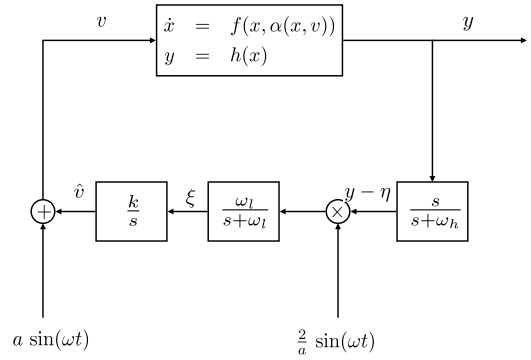 v
ẋ = f(x, α(x, v))
y = h(x)
y
v̂
k/s
ξ
ω_l/(s+ω_l)
y − η
s/(s+ω_h)
+
×
a sin(ωt)
2/a sin(ωt)